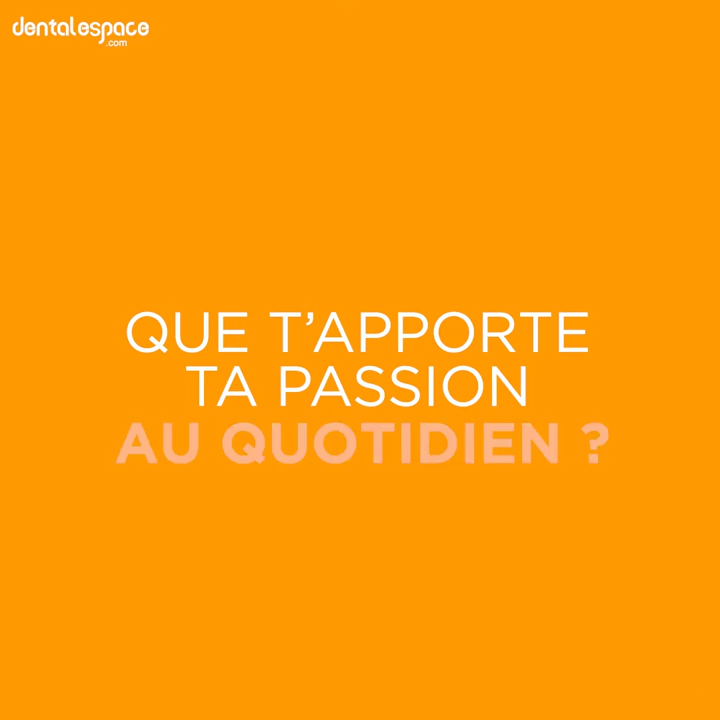 dentalespace
.com
QUE T’APPORTE
TA PASSION
AU QUOTIDIEN ?